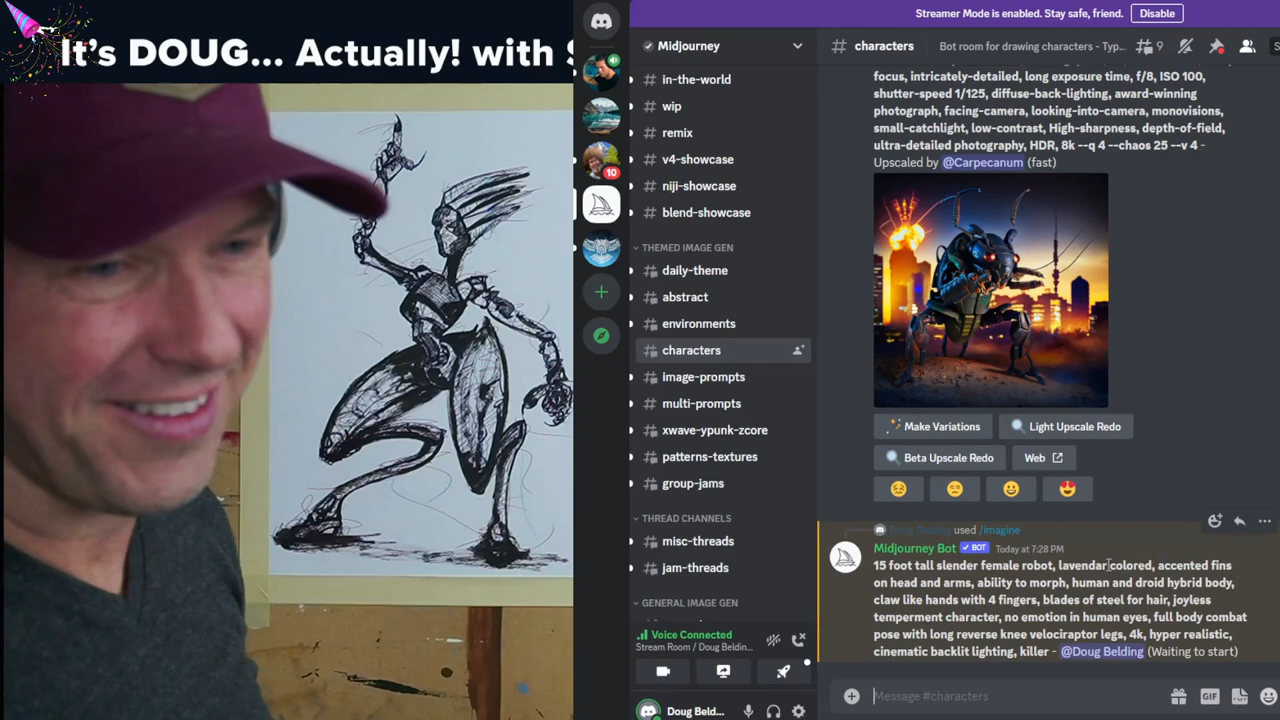 It's DOUG... Actually! with
10
Streamer Mode is enabled. Stay safe, friend.
Disable
Midjourney
in-the-world
wip
remix
v4-showcase
niji-showcase
blend-showcase
THEMED IMAGE GEN
daily-theme
abstract
environments
characters
image-prompts
multi-prompts
xwave-ypunk-zcore
patterns-textures
group-jams
THREAD CHANNELS
misc-threads
jam-threads
GENERAL IMAGE GEN
Voice Connected
Stream Room / Doug Beldin...
Doug Beld...
characters
Bot room for drawing characters - Typ...
9
focus, intricately-detailed, long exposure time, f/8, ISO 100,
shutter-speed 1/125, diffuse-back-lighting, award-winning
photograph, facing-camera, looking-into-camera, monovisions,
small-catchlight, low-contrast, High-sharpness, depth-of-field,
ultra-detailed photography, HDR, 8k --q 4 --chaos 25 --v 4 -
Upscaled by @Carpecanum (fast)
Make Variations
Light Upscale Redo
Beta Upscale Redo
Web
Doug Belding used /imagine
Midjourney Bot BOT Today at 7:28 PM
15 foot tall slender female robot, lavendar colored, accented fins
on head and arms, ability to morph, human and droid hybrid body,
claw like hands with 4 fingers, blades of steel for hair, joyless
temperment character, no emotion in human eyes, full body combat
pose with long reverse knee velociraptor legs, 4k, hyper realistic,
cinematic backlit lighting, killer - @Doug Belding (Waiting to start)
Message #characters
GIF